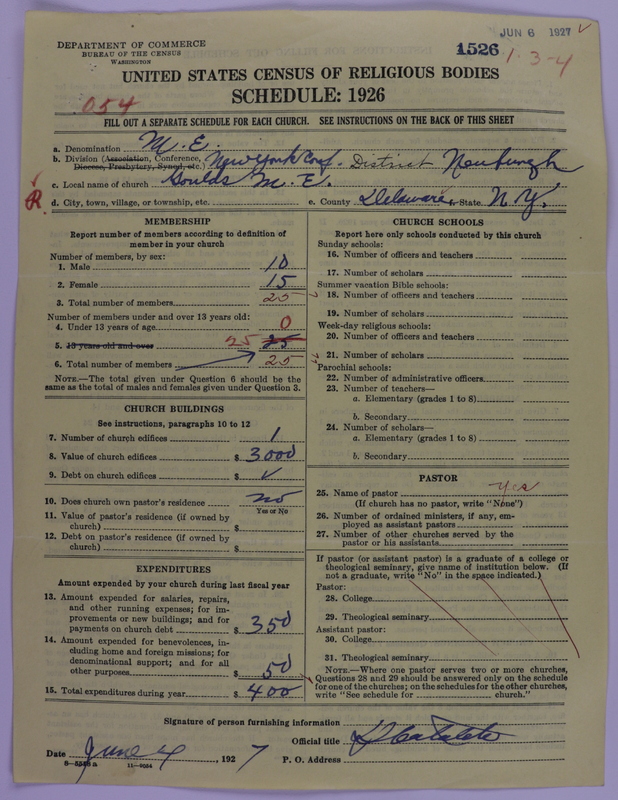 JUN 6 1927
1526
1-3-4
DEPARTMENT OF COMMERCE
BUREAU OF THE CENSUS
WASHINGTON
UNITED STATES CENSUS OF RELIGIOUS BODIES
054
SCHEDULE: 1926
FILL OUT A SEPARATE SCHEDULE FOR EACH CHURCH. SEE INSTRUCTIONS ON THE BACK OF THIS SHEET
a. Denomination M. E.
b. Division (Association, Conference, Diocese, Presbytery, Synod, etc.) New York Conf. District Newburgh
c. Local name of church Goulds M. E.
R
d. City, town, village, or township, etc.
e. County Delaware, State N. Y.
MEMBERSHIP
Report number of members according to definition of
member in your church
Number of members, by sex:
1. Male 10
2. Female 15
3. Total number of members 25
Number of members under and over 13 years old:
4. Under 13 years of age 0
5. 13 years old and over 25 25
6. Total number of members 25
NOTE.—The total given under Question 6 should be the
same as the total of males and females given under Question 3.
CHURCH BUILDINGS
See instructions, paragraphs 10 to 12
7. Number of church edifices 1
8. Value of church edifices $ 3000
9. Debt on church edifices $ ✓
10. Does church own pastor's residence no
Yes or No
11. Value of pastor's residence (if owned by
church) $
12. Debt on pastor's residence (if owned by
church) $
EXPENDITURES
Amount expended by your church during last fiscal year
13. Amount expended for salaries, repairs,
and other running expenses; for im-
provements or new buildings; and for
payments on church debt $ 350
14. Amount expended for benevolences, in-
cluding home and foreign missions; for
denominational support; and for all
other purposes $ 50
15. Total expenditures during year $ 400
CHURCH SCHOOLS
Report here only schools conducted by this church
Sunday schools:
16. Number of officers and teachers
17. Number of scholars
Summer vacation Bible schools:
18. Number of officers and teachers
19. Number of scholars
Week-day religious schools:
20. Number of officers and teachers
21. Number of scholars
Parochial schools:
22. Number of administrative officers
23. Number of teachers—
a. Elementary (grades 1 to 8)
b. Secondary
24. Number of scholars—
a. Elementary (grades 1 to 8)
b. Secondary
PASTOR
25. Name of pastor yes
(If church has no pastor, write "None")
26. Number of ordained ministers, if any, em-
ployed as assistant pastors
27. Number of other churches served by the
pastor or his assistants
If pastor (or assistant pastor) is a graduate of a college or
theological seminary, give name of institution below. (If
not a graduate, write "No" in the space indicated.)
Pastor:
28. College
29. Theological seminary
Assistant pastor:
30. College
31. Theological seminary
NOTE.—Where one pastor serves two or more churches,
Questions 28 and 29 should be answered only on the schedule
for one of the churches; on the schedules for the other churches,
write "See schedule for church."
Signature of person furnishing information
Official title
Date June 4, 1927
P. O. Address
11—9554